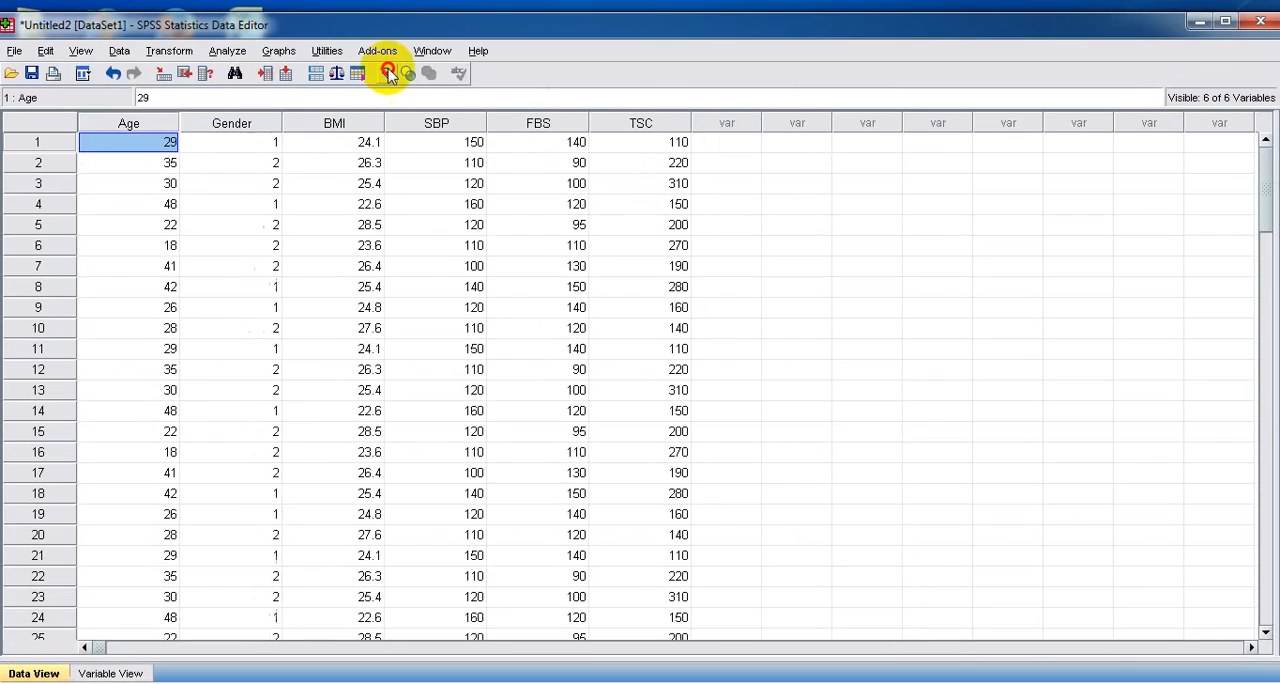 *Untitled2 [DataSet1] - SPSS Statistics Data Editor
File Edit View Data Transform Analyze Graphs Utilities Add-ons Window Help
1 : Age 29 Visible: 6 of 6 Variables
Age Gender BMI SBP FBS TSC var var var var var var var var
1 29 1 24.1 150 140 110
2 35 2 26.3 110 90 220
3 30 2 25.4 120 100 310
4 48 1 22.6 160 120 150
5 22 2 28.5 120 95 200
6 18 2 23.6 110 110 270
7 41 2 26.4 100 130 190
8 42 1 25.4 140 150 280
9 26 1 24.8 120 140 160
10 28 2 27.6 110 120 140
11 29 1 24.1 150 140 110
12 35 2 26.3 110 90 220
13 30 2 25.4 120 100 310
14 48 1 22.6 160 120 150
15 22 2 28.5 120 95 200
16 18 2 23.6 110 110 270
17 41 2 26.4 100 130 190
18 42 1 25.4 140 150 280
19 26 1 24.8 120 140 160
20 28 2 27.6 110 120 140
21 29 1 24.1 150 140 110
22 35 2 26.3 110 90 220
23 30 2 25.4 120 100 310
24 48 1 22.6 160 120 150
25 22 2 28.5 120 95 200
Data View Variable View